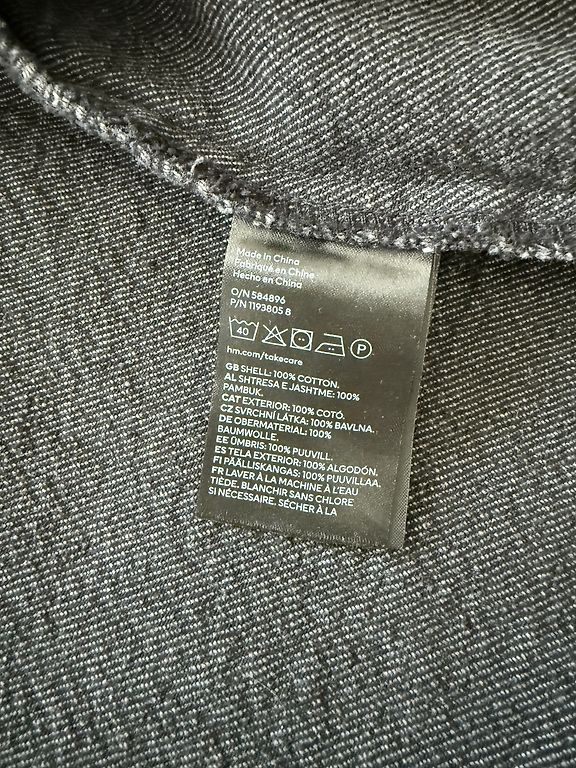 Made in China
Fabriqué en Chine
Hecho en China
O/N 584896
P/N 1193805 8
40 P
hm.com/takecare
GB SHELL: 100% COTTON.
AL SHTRESA E JASHTME: 100%
PAMBUK.
CAT EXTERIOR: 100% COTÓ.
CZ SVRCHNÍ LÁTKA: 100% BAVLNA.
DE OBERMATERIAL: 100%
BAUMWOLLE.
EE ÜMBRIS: 100% PUUVILL.
ES TELA EXTERIOR: 100% ALGODÓN.
FI PÄÄLLISKANGAS: 100% PUUVILLAA.
FR LAVER À LA MACHINE À L'EAU
TIÈDE. BLANCHIR SANS CHLORE
SI NÉCESSAIRE. SÉCHER À LA